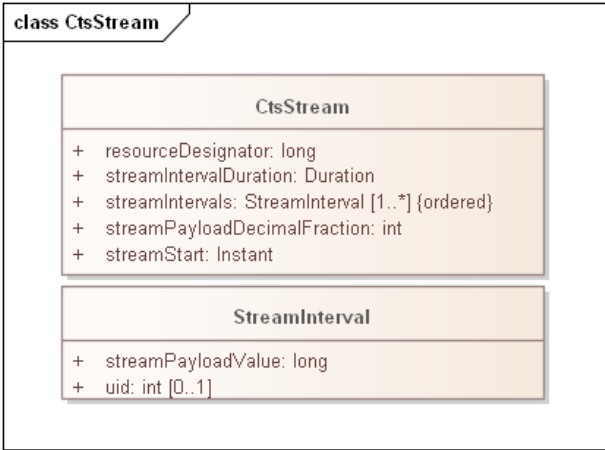 class CtsStream
CtsStream
+ resourceDesignator: long
+ streamIntervalDuration: Duration
+ streamIntervals: StreamInterval [1..*] {ordered}
+ streamPayloadDecimalFraction: int
+ streamStart: Instant
StreamInterval
+ streamPayloadValue: long
+ uid: int [0..1]